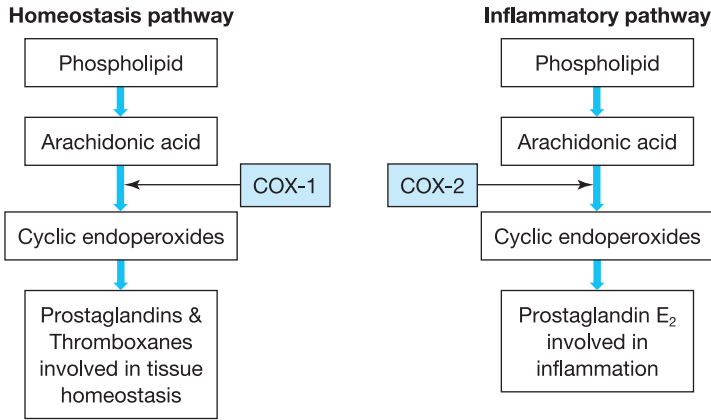 Homeostasis pathway
Phospholipid
Arachidonic acid
COX-1
Cyclic endoperoxides
Prostaglandins &
Thromboxanes
involved in tissue
homeostasis
Inflammatory pathway
Phospholipid
Arachidonic acid
COX-2
Cyclic endoperoxides
Prostaglandin E₂
involved in
inflammation